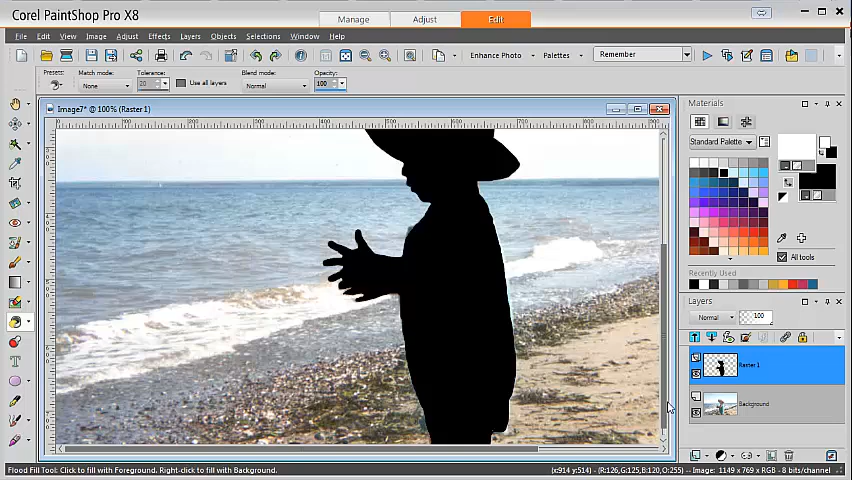 Corel PaintShop Pro X8
Manage
Adjust
Edit
File Edit View Image Adjust Effects Layers Objects Selections Window Help
Enhance Photo
Palettes
Remember
Presets:
Match mode:
None
Tolerance:
20
Use all layers
Blend mode:
Normal
Opacity:
100
Image7* @ 100% (Raster 1)
Materials
Standard Palette
All tools
Recently Used
Layers
Normal
100
Raster 1
Background
Flood Fill Tool: Click to fill with Foreground. Right-click to fill with Background.
(x:914 y:514) - (R:126,G:125,B:120,O:255) -- Image: 1149 x 769 x RGB - 8 bits/channel